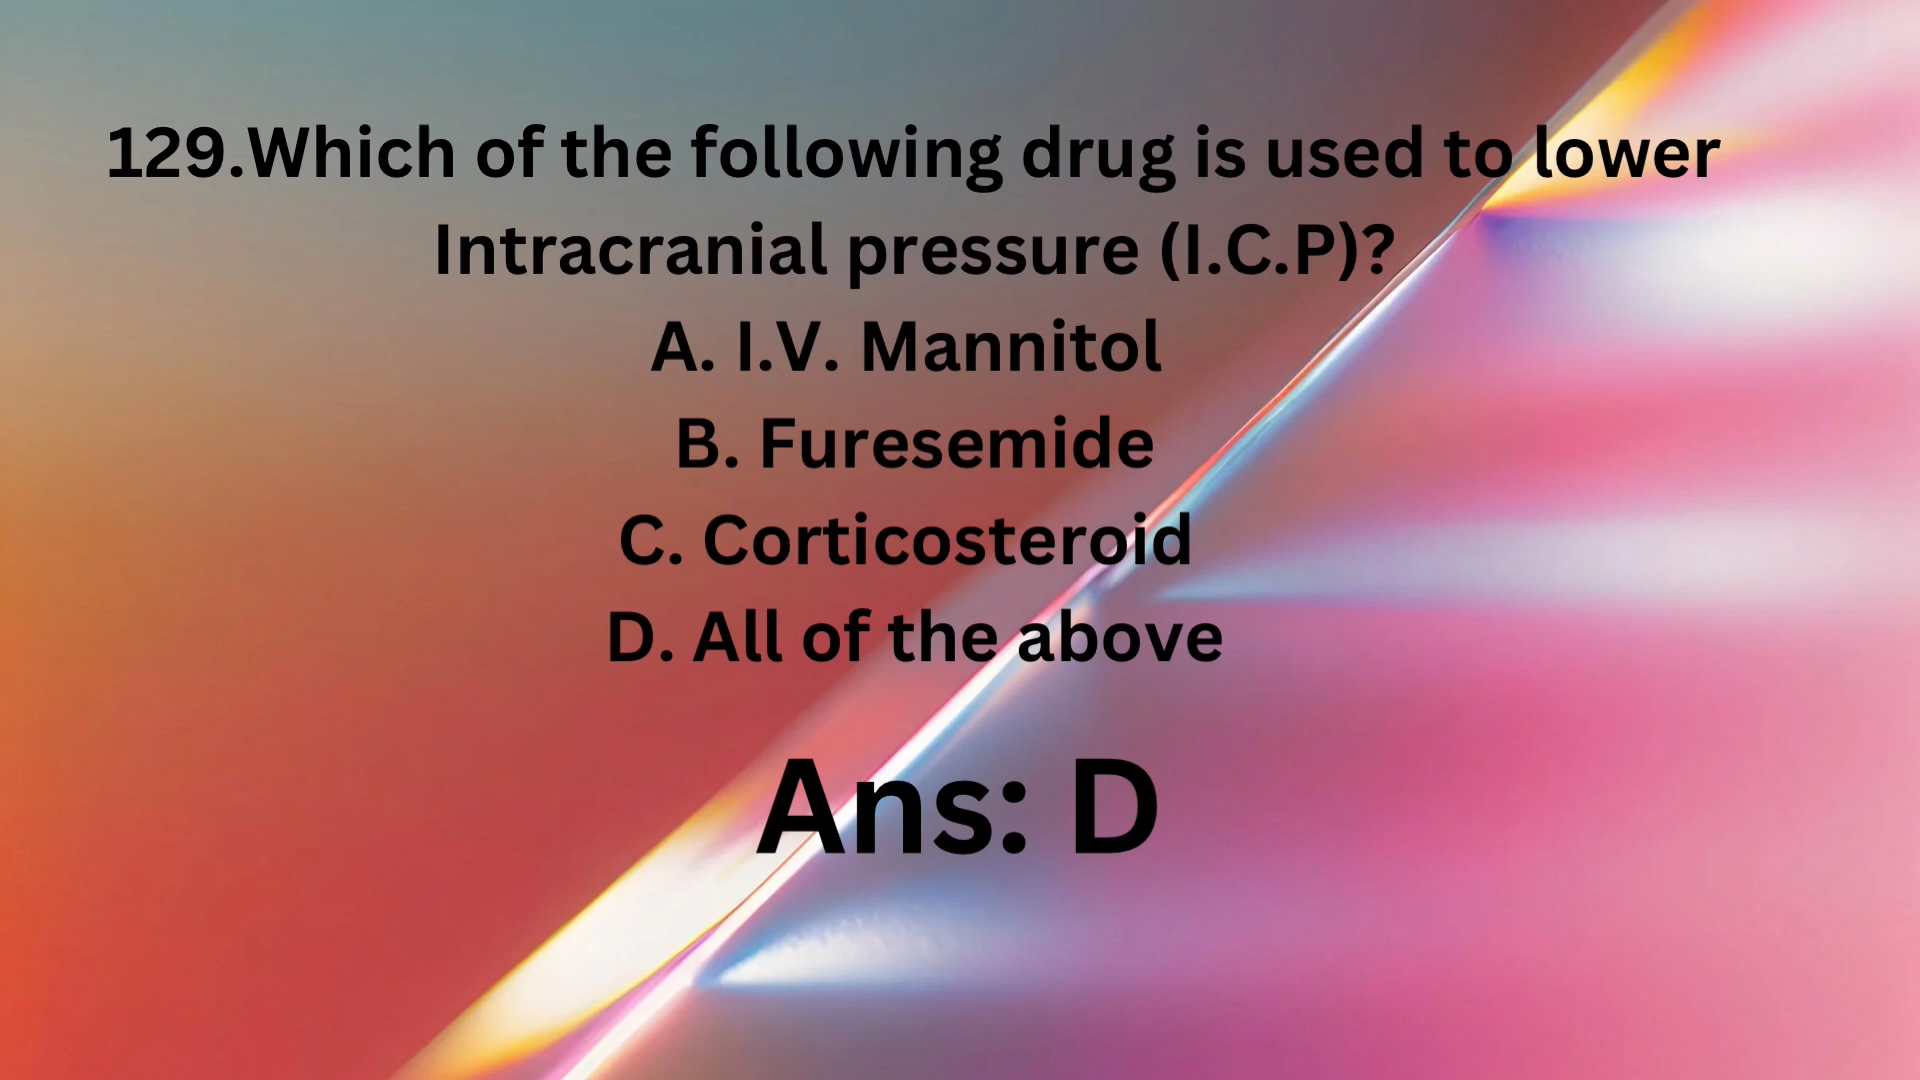 129.Which of the following drug is used to lower
Intracranial pressure (I.C.P)?
A. I.V. Mannitol
B. Furesemide
C. Corticosteroid
D. All of the above
Ans: D